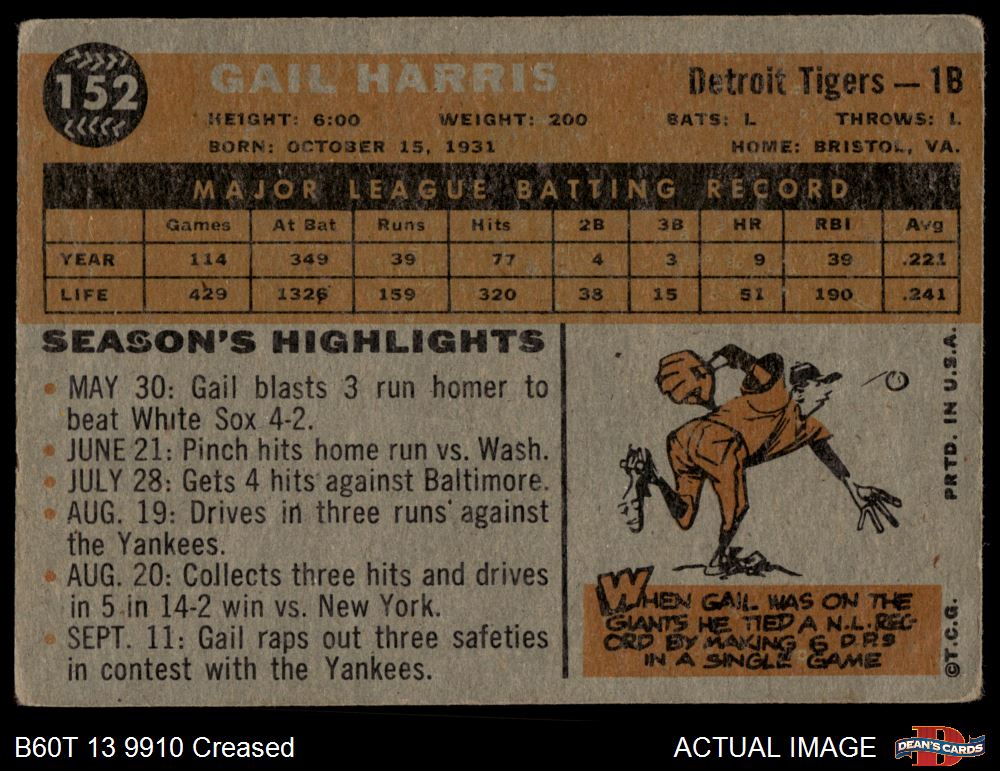 152
GAIL HARRIS
Detroit Tigers — 1B
HEIGHT: 6:00 WEIGHT: 200 BATS: L THROWS: L
BORN: OCTOBER 15, 1931 HOME: BRISTOL, VA.
MAJOR LEAGUE BATTING RECORD
Games At Bat Runs Hits 2B 3B HR RBI Avg
YEAR 114 349 39 77 4 3 9 39 .221
LIFE 429 1326 159 320 38 15 51 190 .241
SEASON'S HIGHLIGHTS
• MAY 30: Gail blasts 3 run homer to
beat White Sox 4-2.
• JUNE 21: Pinch hits home run vs. Wash.
• JULY 28: Gets 4 hits against Baltimore.
• AUG. 19: Drives in three runs against
the Yankees.
• AUG. 20: Collects three hits and drives
in 5 in 14-2 win vs. New York.
• SEPT. 11: Gail raps out three safeties
in contest with the Yankees.
WHEN GAIL WAS ON THE
GIANTS HE TIED A N.L. REC-
ORD BY MAKING 6 D.P.S
IN A SINGLE GAME
©T.C.G. PRTD. IN U.S.A.
B60T 13 9910 Creased
ACTUAL IMAGE
D
DEAN'S CARDS